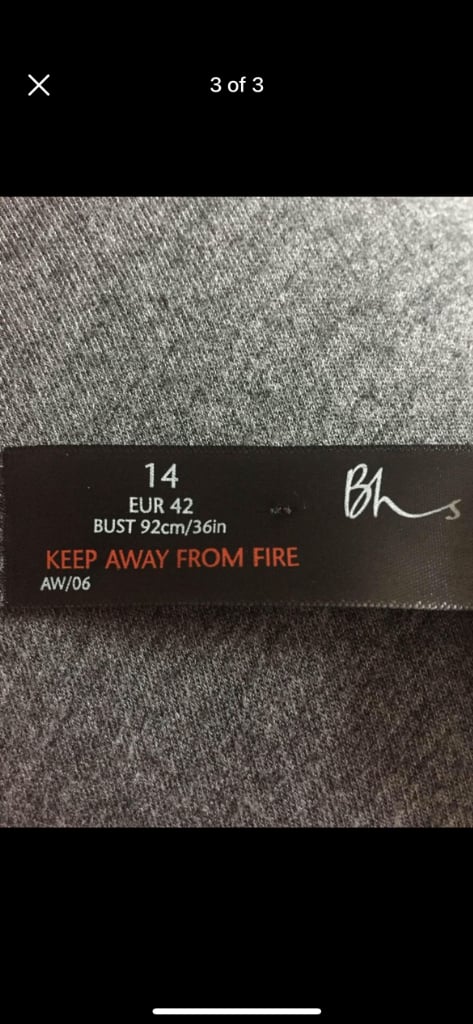 3 of 3
14
EUR 42
BUST 92cm/36in
KEEP AWAY FROM FIRE
AW/06
Bhs